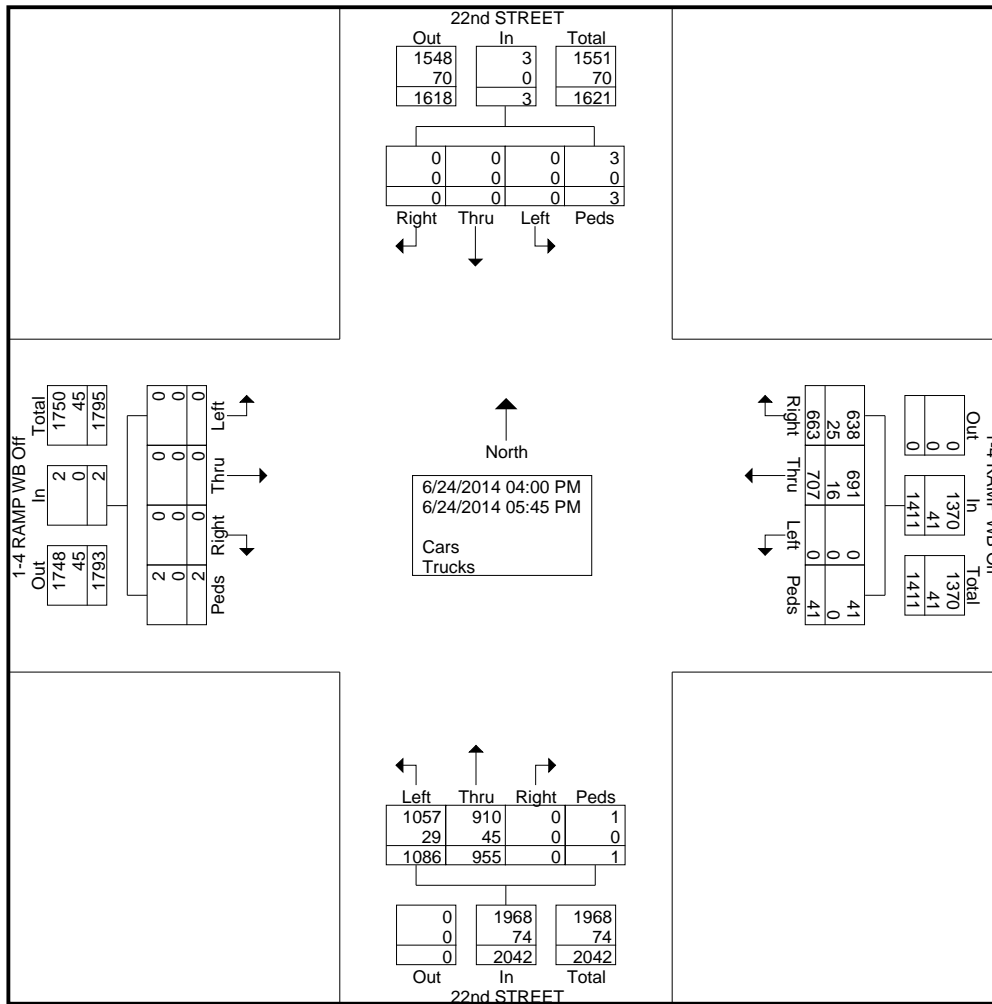 22nd STREET
Out In Total
1548 3 1551
70 0 70
1618 3 1621
0 0 0 3
0 0 0 0
0 0 0 3
Right Thru Left Peds
1-4 RAMP WB Off
Total In Out
1750 2 1748
45 0 45
1795 2 1793
Left Thru Right Peds
0 0 0 2
0 0 0 0
0 0 0 2
North
6/24/2014 04:00 PM
6/24/2014 05:45 PM
Cars
Trucks
Right Thru Left Peds
638 691 0 41
25 16 0 0
663 707 0 41
1-4 RAMP WB Off
Out In Total
0 1370 1370
0 41 41
0 1411 1411
Left Thru Right Peds
1057 910 0 1
29 45 0 0
1086 955 0 1
0 1968 1968
0 74 74
0 2042 2042
Out In Total
22nd STREET